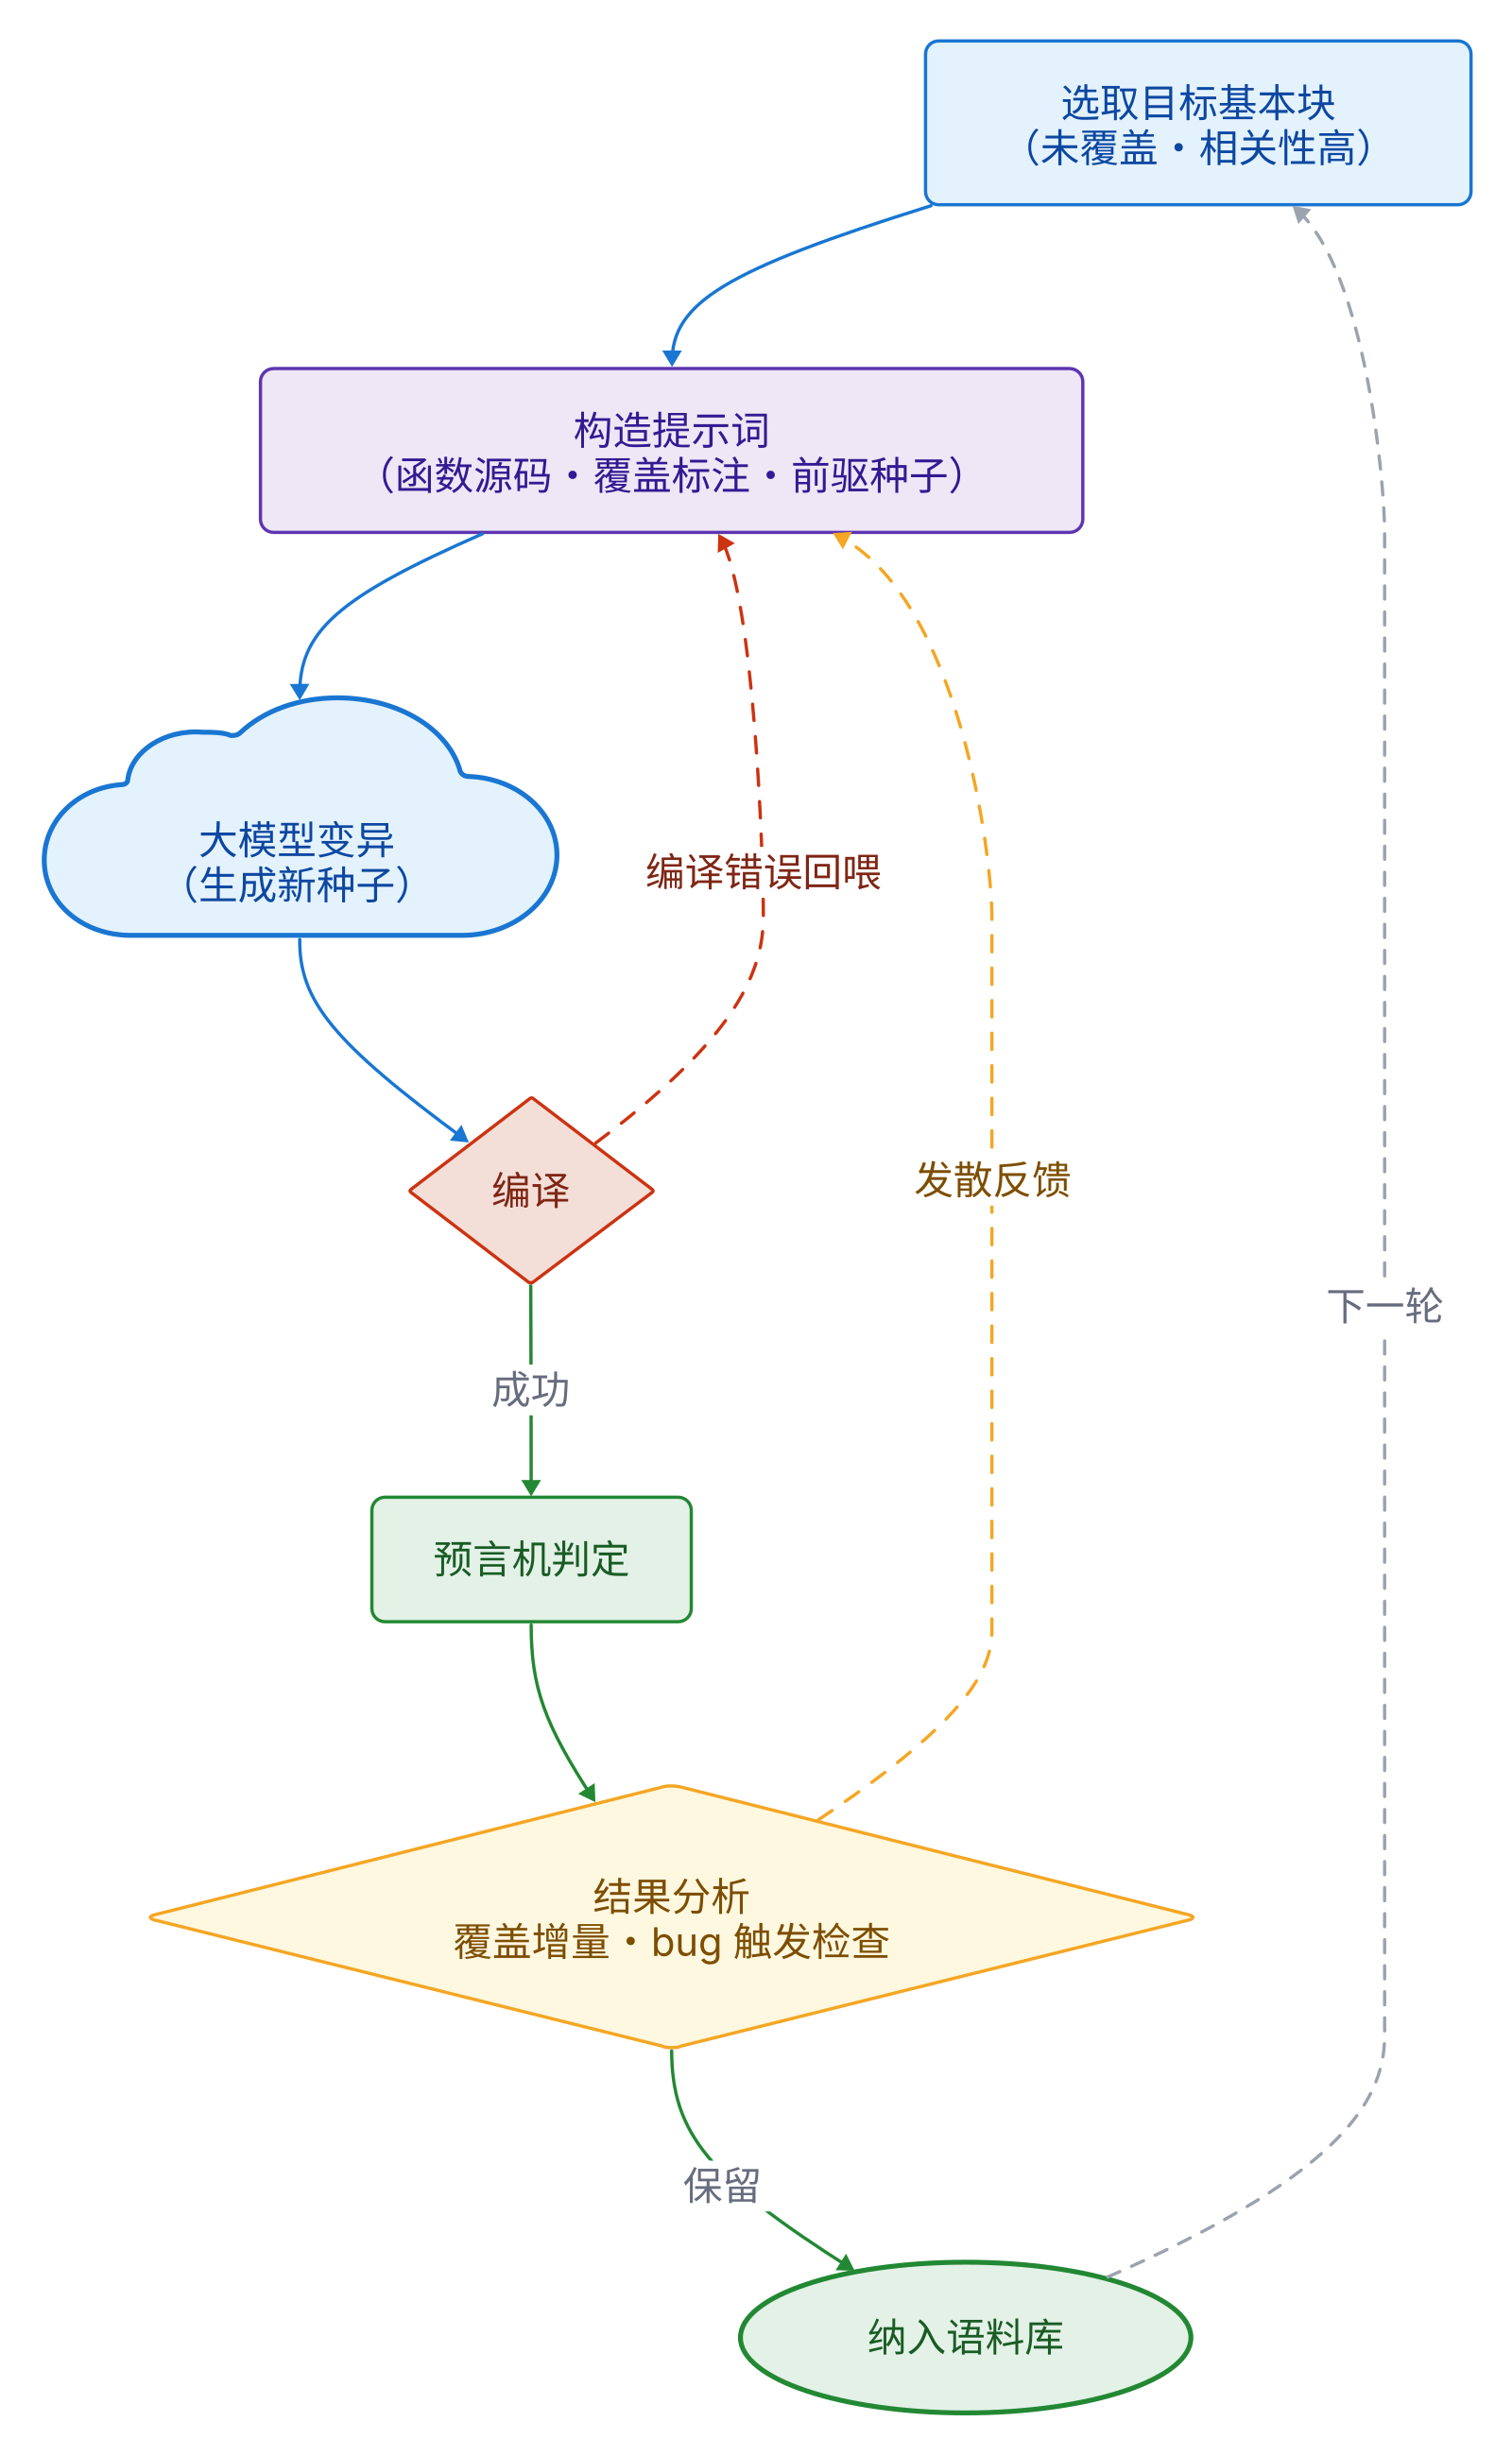 选取目标基本块
（未覆盖・相关性高）
构造提示词
（函数源码・覆盖标注・前驱种子）
大模型变异
（生成新种子）
编译错误回喂
发散反馈
编译
下一轮
成功
预言机判定
结果分析
覆盖增量・bug 触发检查
保留
纳入语料库